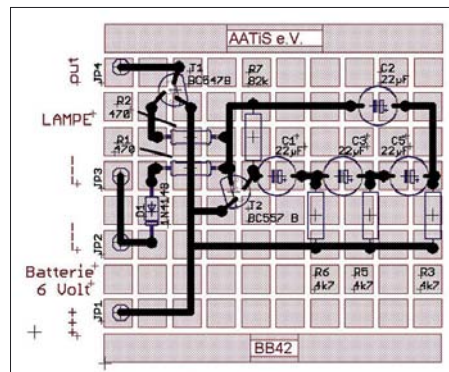 AATiS e.V.
put
JP4
T1
BC547B
R7
82k
C2
22µF
R2
470
LAMPE
R1
470
C1
22µF
C3
22µF
C5
22µF
---
JP3
D1
1N4148
T2
BC557 B
---
JP2
Batterie
6 Volt
R6
4k7
R5
4k7
R3
4k7
+++
JP1
BB42